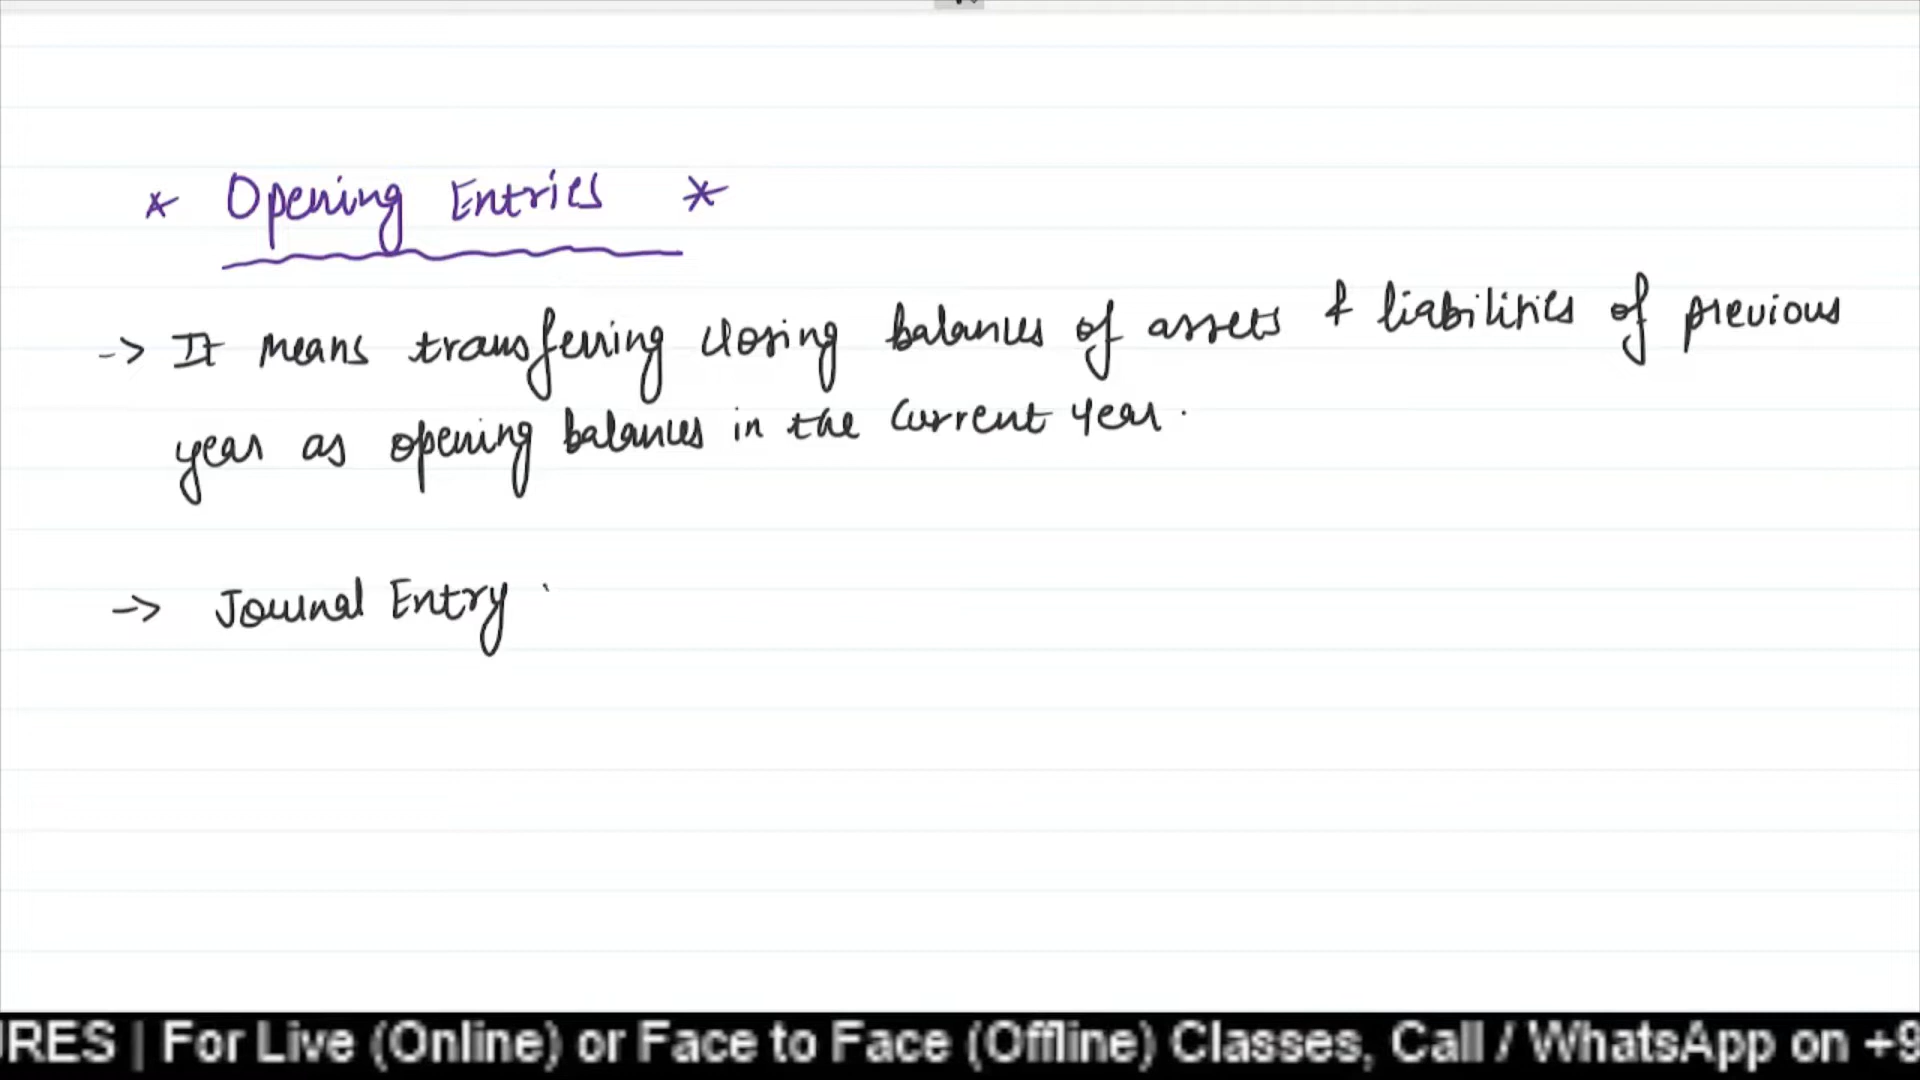 * Opening Entries *
-> It means transferring closing balances of assets & liabilities of previous
year as opening balances in the current year.
-> Journal Entry
URES | For Live (Online) or Face to Face (Offline) Classes, Call / WhatsApp on +9